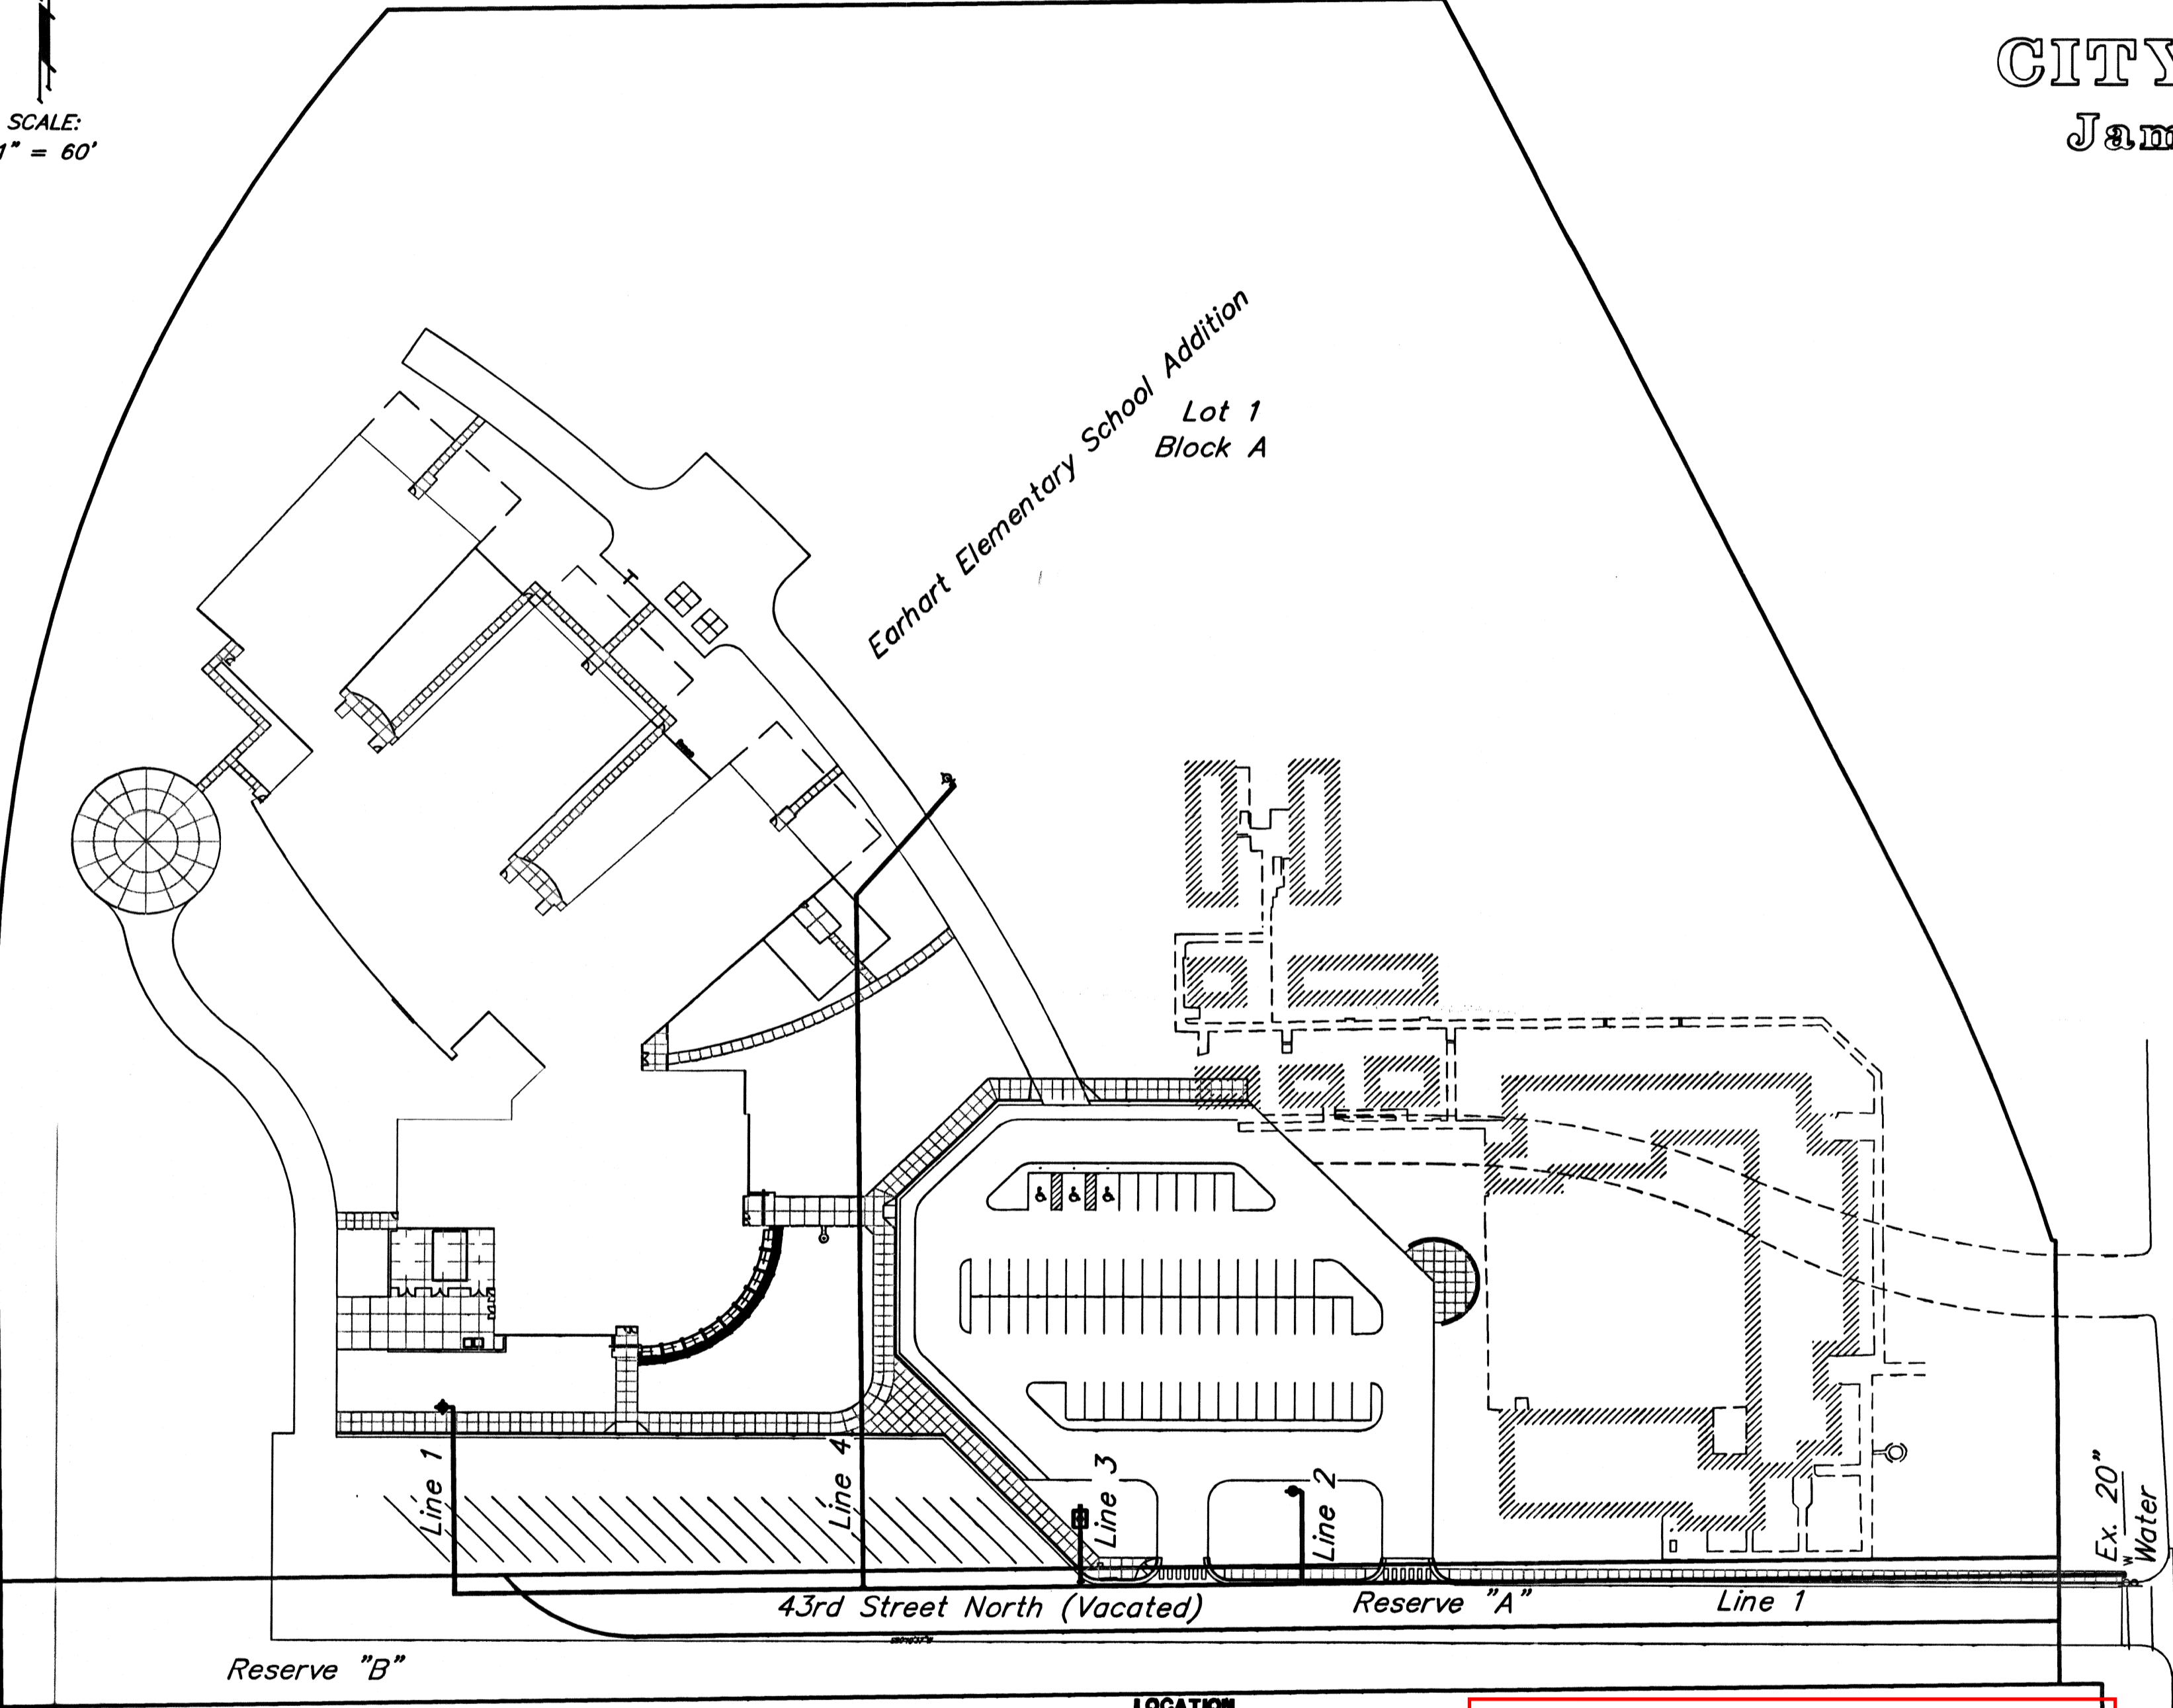 CITY
Jam
SCALE:
1" = 60'
Earhart Elementary School Addition
Lot 1
Block A
Line 1
Line 4
Line 3
Line 2
Ex. 20"
Water
W
43rd Street North (Vacated)
Reserve "A"
Line 1
Reserve "B"
LOCATION